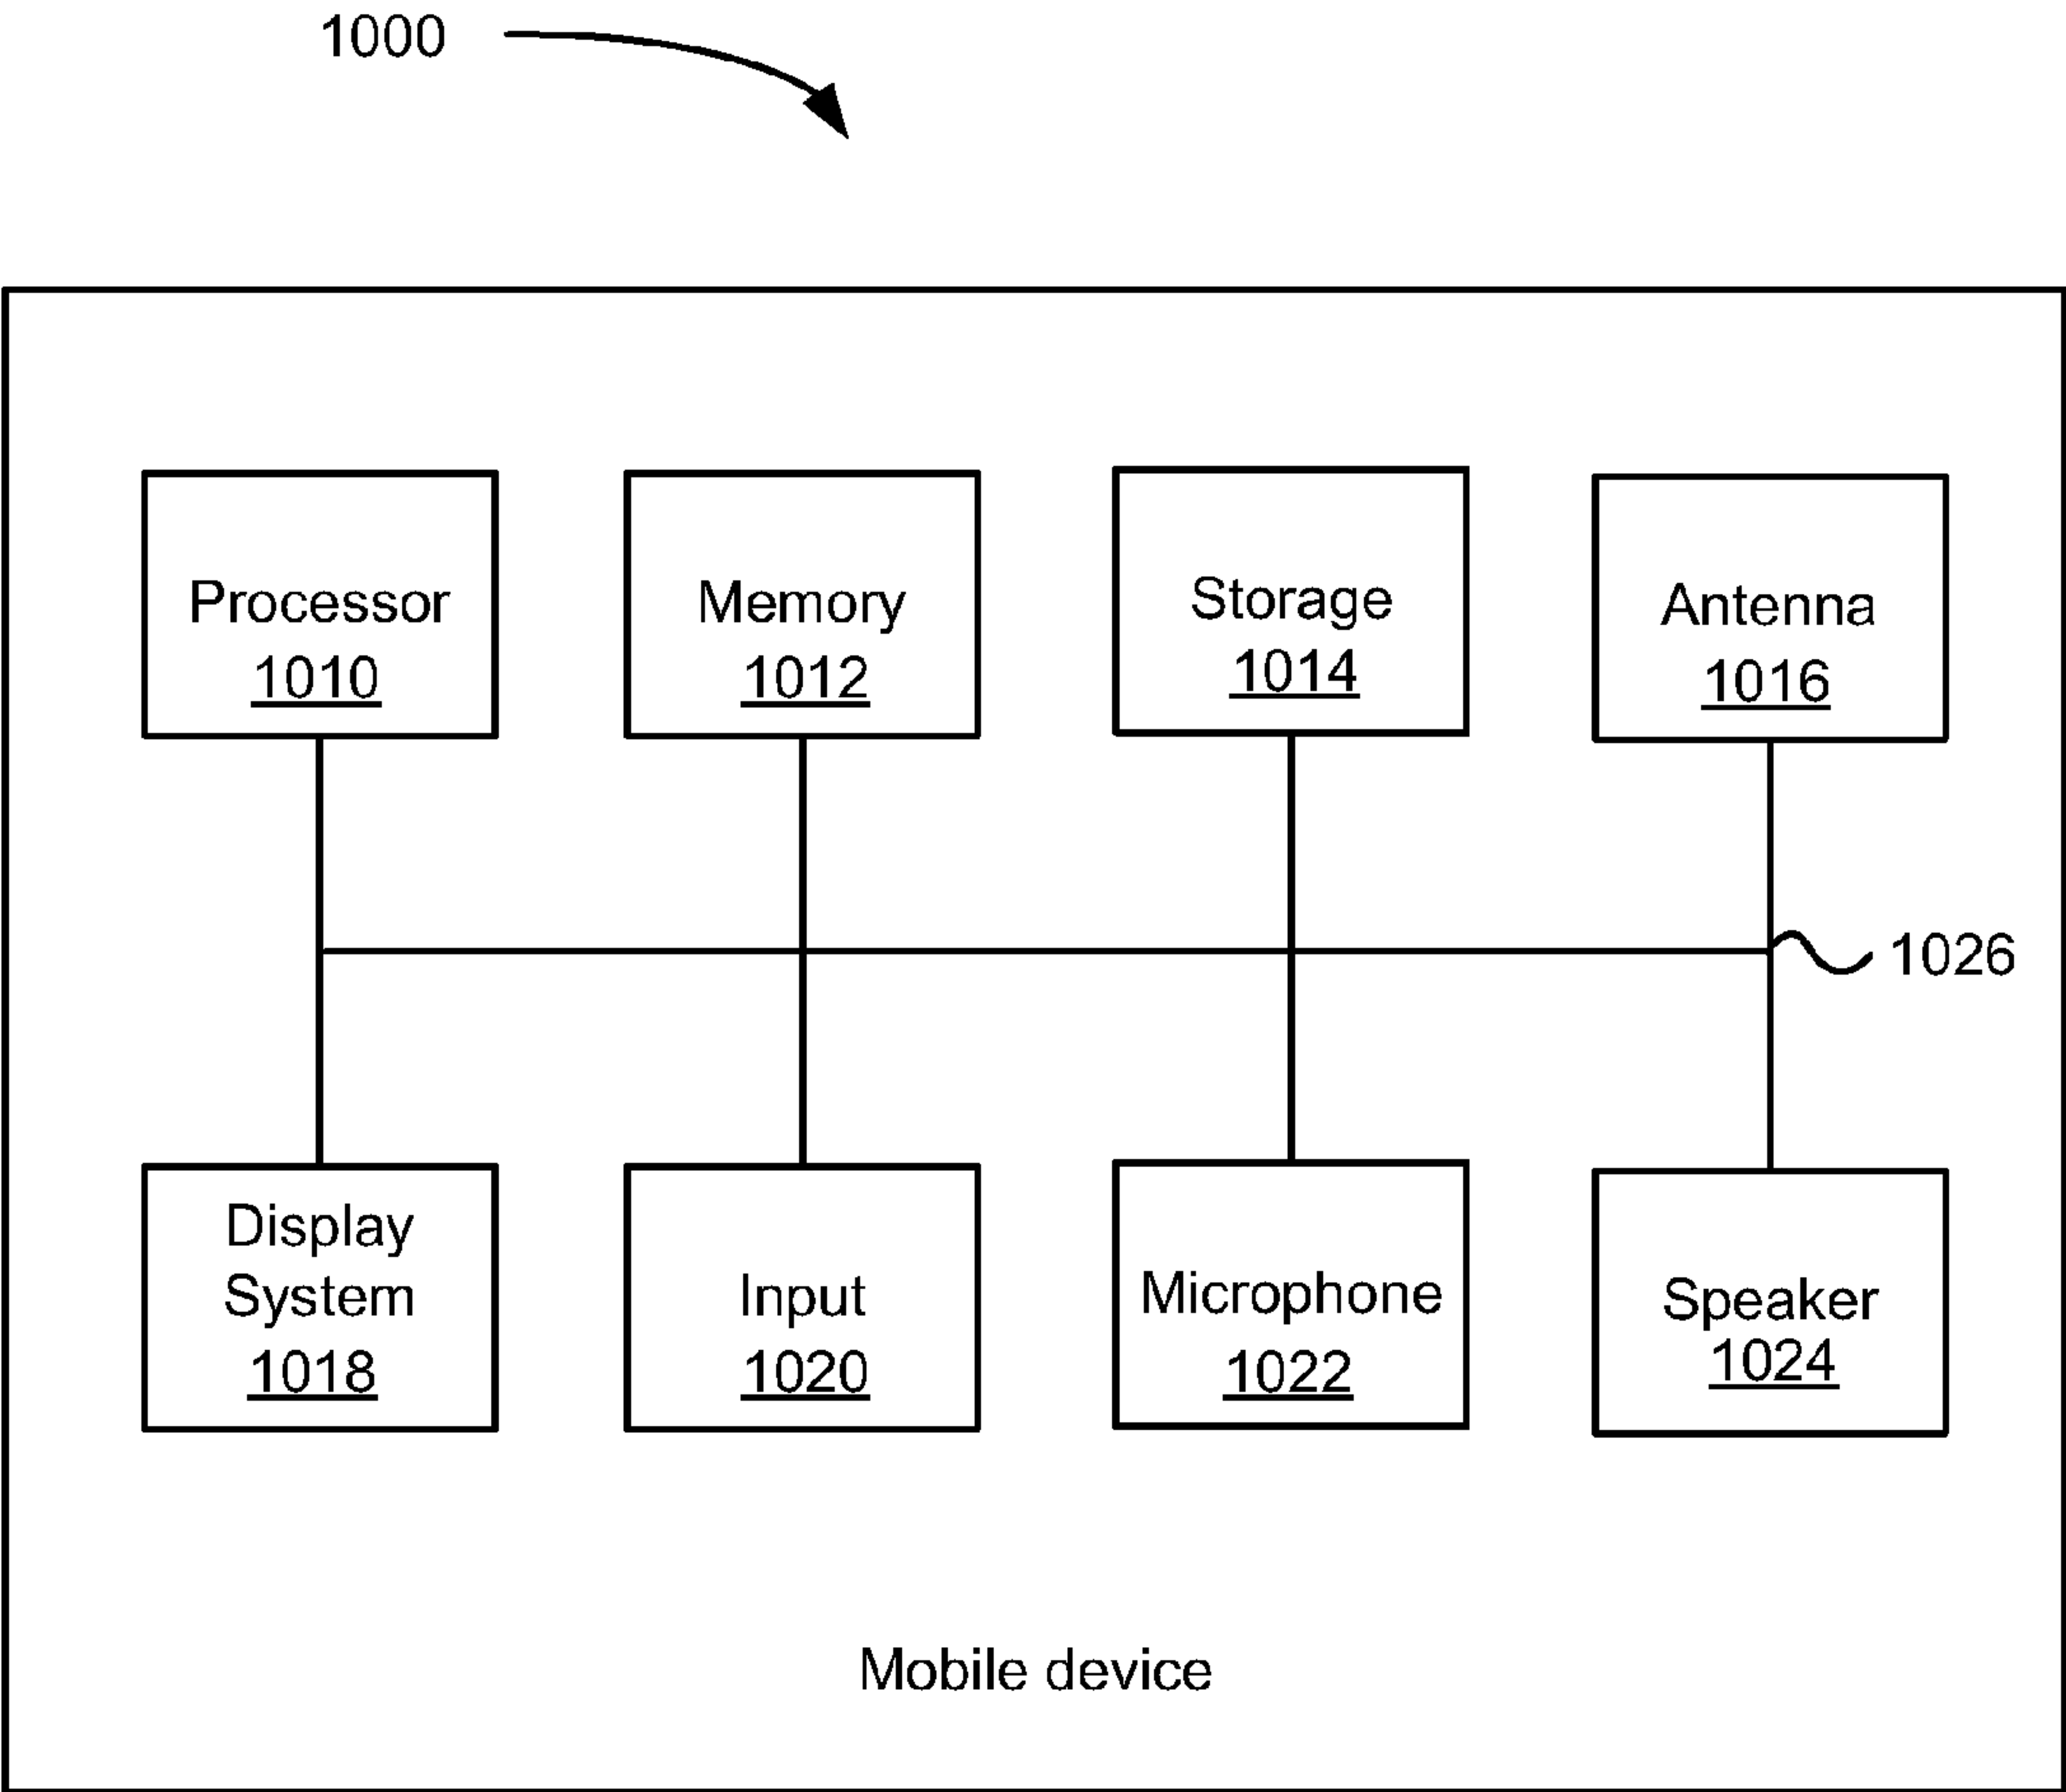 1000
Processor
1010
Memory
1012
Storage
1014
Antenna
1016
1026
Display
System
1018
Input
1020
Microphone
1022
Speaker
1024
Mobile device